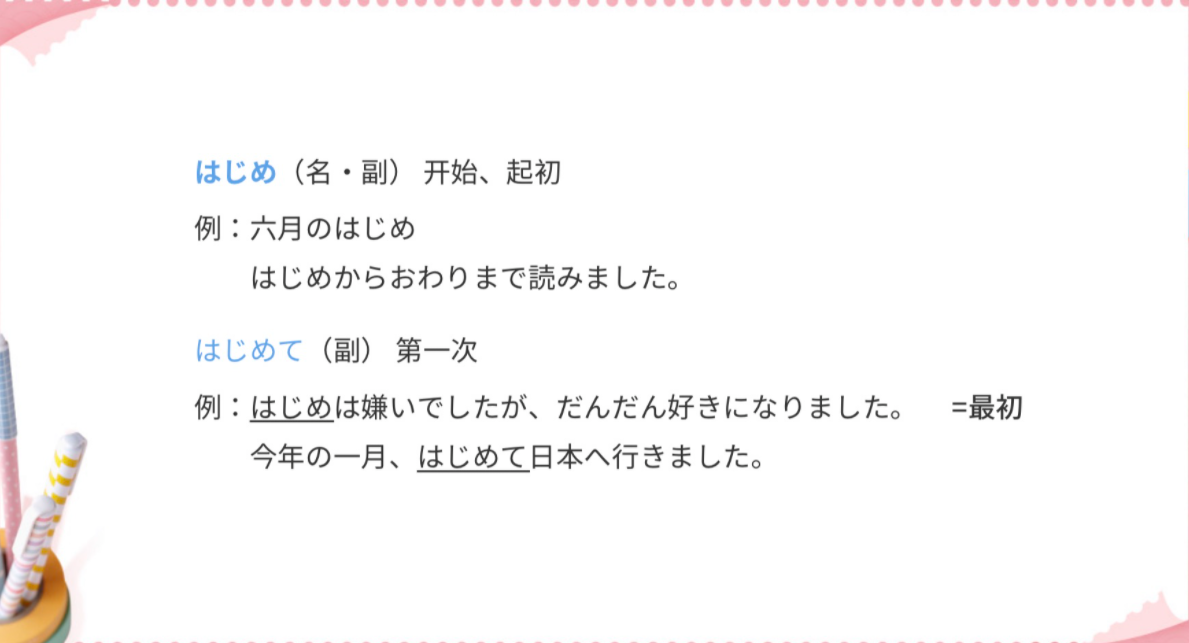 はじめ（名・副） 开始、起初
例：六月のはじめ
はじめからおわりまで読みました。
はじめて（副） 第一次
例：はじめは嫌いでしたが、だんだん好きになりました。 =最初
今年の一月、はじめて日本へ行きました。